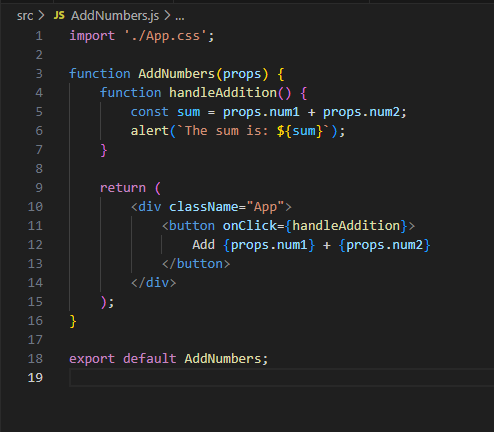 src > JS AddNumbers.js > ...
1 import './App.css';
2
3 function AddNumbers(props) {
4     function handleAddition() {
5         const sum = props.num1 + props.num2;
6         alert(`The sum is: ${sum}`);
7     }
8
9     return (
10         <div className="App">
11             <button onClick={handleAddition}>
12                 Add {props.num1} + {props.num2}
13             </button>
14         </div>
15     );
16 }
17
18 export default AddNumbers;
19